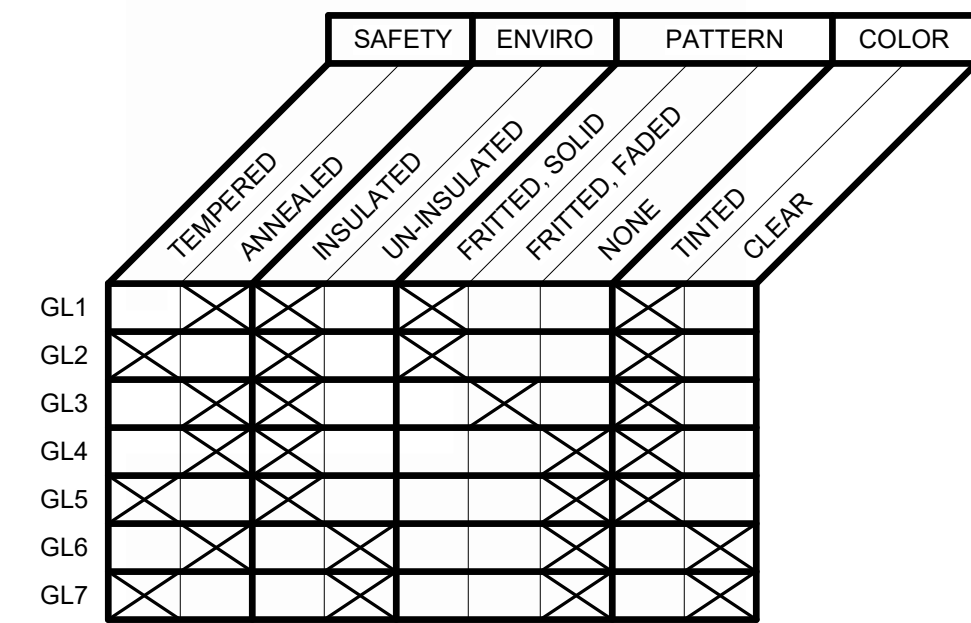 SAFETY ENVIRO PATTERN COLOR
TEMPERED
ANNEALED
INSULATED
UN-INSULATED
FRITTED, SOLID
FRITTED, FADED
NONE
TINTED
CLEAR
GL1
GL2
GL3
GL4
GL5
GL6
GL7